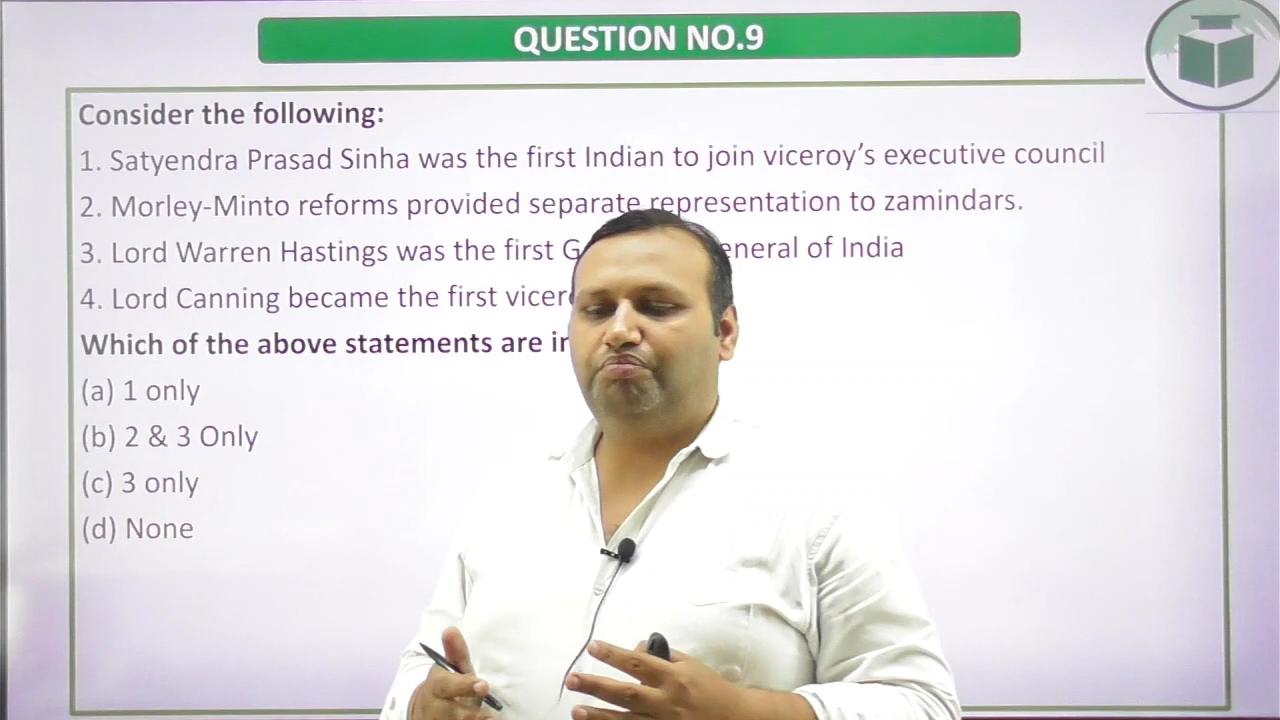 QUESTION NO.9
Consider the following:
1. Satyendra Prasad Sinha was the first Indian to join viceroy’s executive council
2. Morley-Minto reforms provided separate representation to zamindars.
3. Lord Warren Hastings was the first of India
4. Lord Canning became the first
Which of the above statements are
(a) 1 only
(b) 2 & 3 Only
(c) 3 only
(d) None